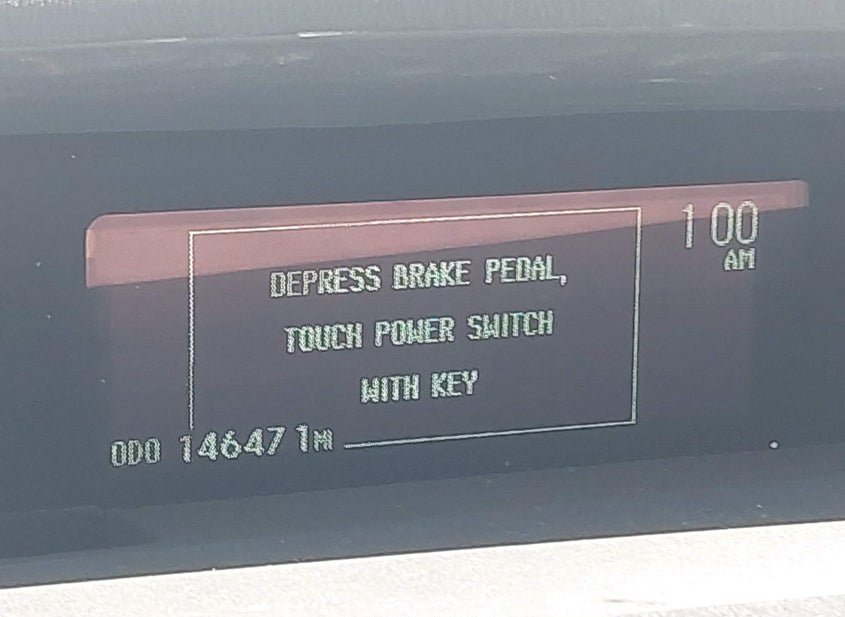 1 00
AM
DEPRESS BRAKE PEDAL,
TOUCH POWER SWITCH
WITH KEY
ODO 146471 MI